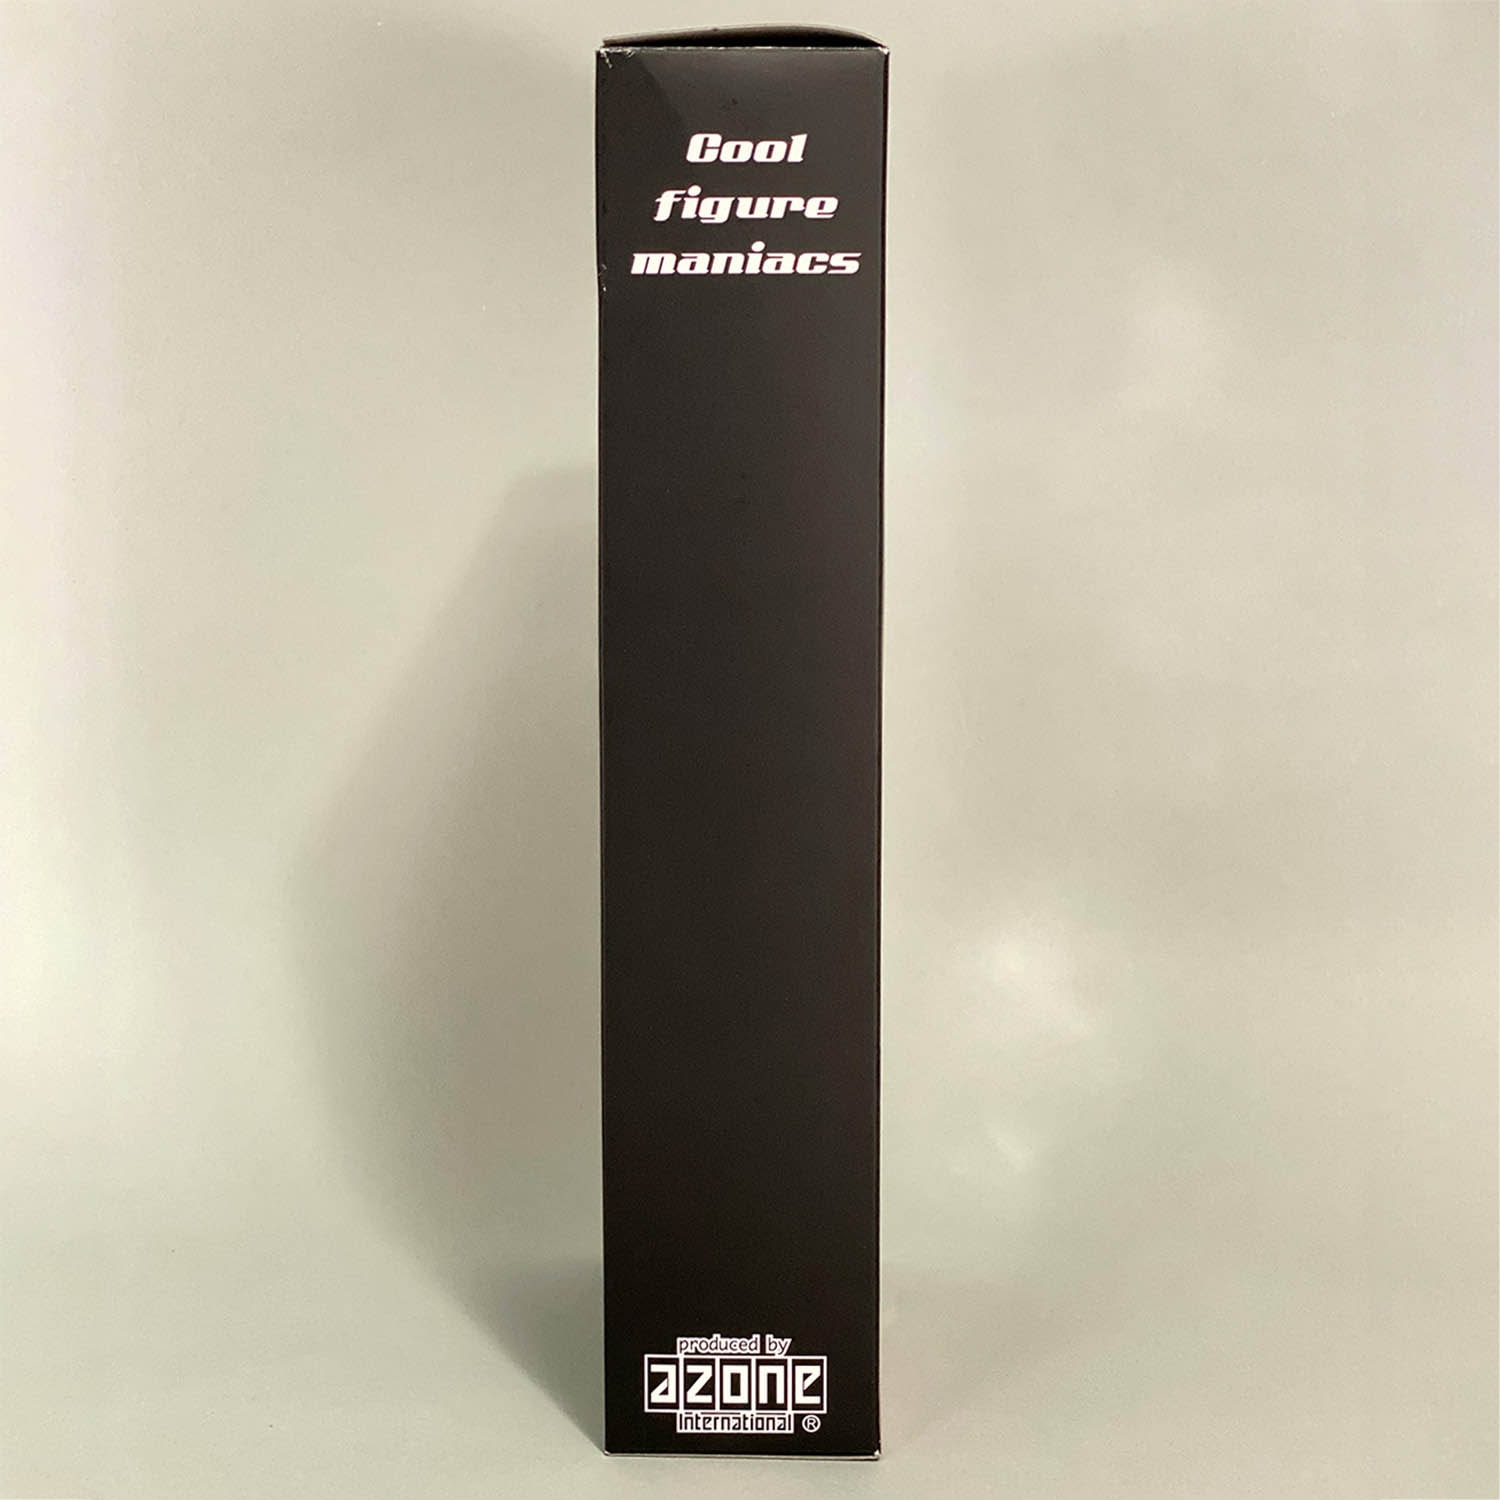 Cool
figure
maniacs
produced by
azone
International ®